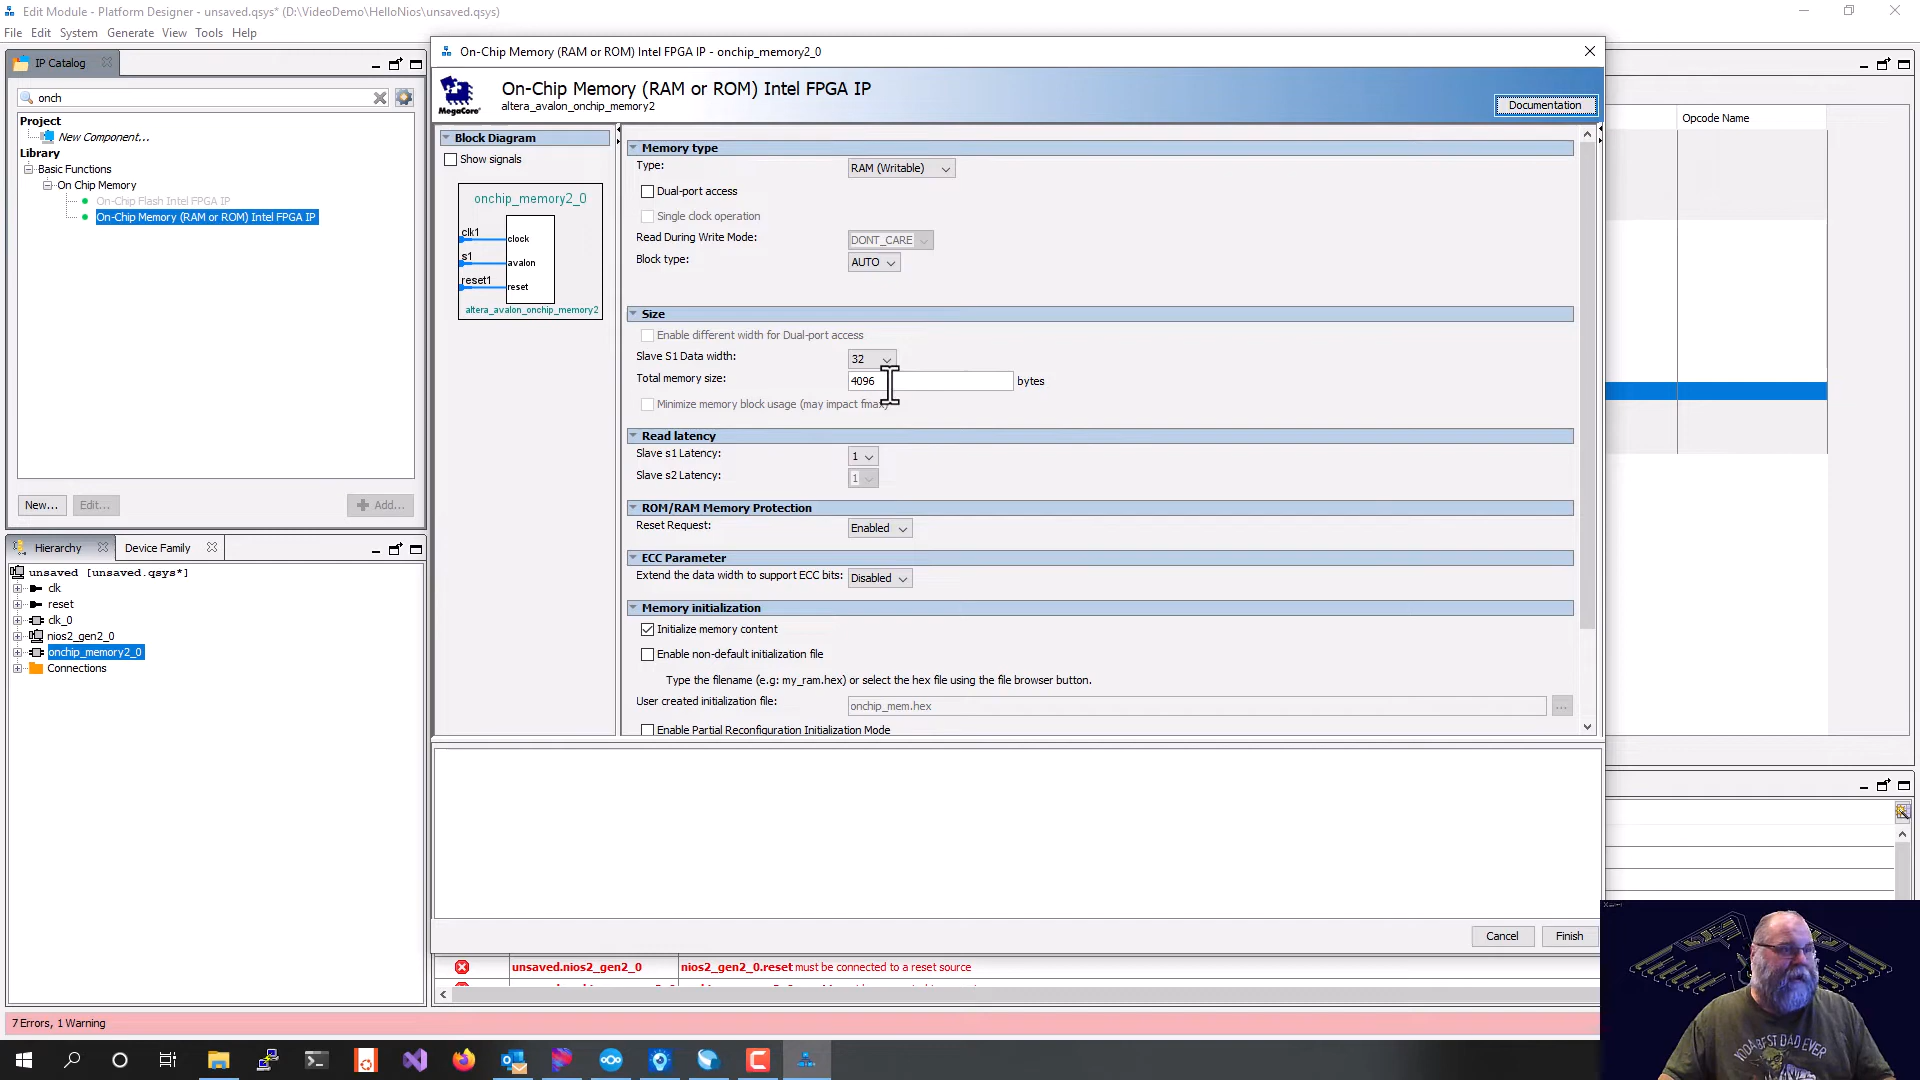 Edit Module - Platform Designer - unsaved.qsys* (D:\VideoDemo\HelloNios\unsaved.qsys)
File Edit System Generate View Tools Help
IP Catalog
onch
Project
New Component...
Library
Basic Functions
On Chip Memory
On-Chip Flash Intel FPGA IP
On-Chip Memory (RAM or ROM) Intel FPGA IP
New... Edit... Add...
Hierarchy Device Family
unsaved [unsaved.qsys*]
clk
reset
clk_0
nios2_gen2_0
onchip_memory2_0
Connections
On-Chip Memory (RAM or ROM) Intel FPGA IP - onchip_memory2_0
MegaCore
On-Chip Memory (RAM or ROM) Intel FPGA IP
altera_avalon_onchip_memory2
Documentation
Block Diagram
Show signals
onchip_memory2_0
clk1 clock
s1 avalon
reset1 reset
altera_avalon_onchip_memory2
Memory type
Type: RAM (Writable)
Dual-port access
Single clock operation
Read During Write Mode: DONT_CARE
Block type: AUTO
Size
Enable different width for Dual-port access
Slave S1 Data width: 32
Total memory size: 4096 bytes
Minimize memory block usage (may impact fmax)
Read latency
Slave s1 Latency: 1
Slave s2 Latency: 1
ROM/RAM Memory Protection
Reset Request: Enabled
ECC Parameter
Extend the data width to support ECC bits: Disabled
Memory initialization
Initialize memory content
Enable non-default initialization file
Type the filename (e.g: my_ram.hex) or select the hex file using the file browser button.
User created initialization file: onchip_mem.hex ...
Enable Partial Reconfiguration Initialization Mode
Cancel Finish
Opcode Name
unsaved.nios2_gen2_0 nios2_gen2_0.reset must be connected to a reset source
7 Errors, 1 Warning